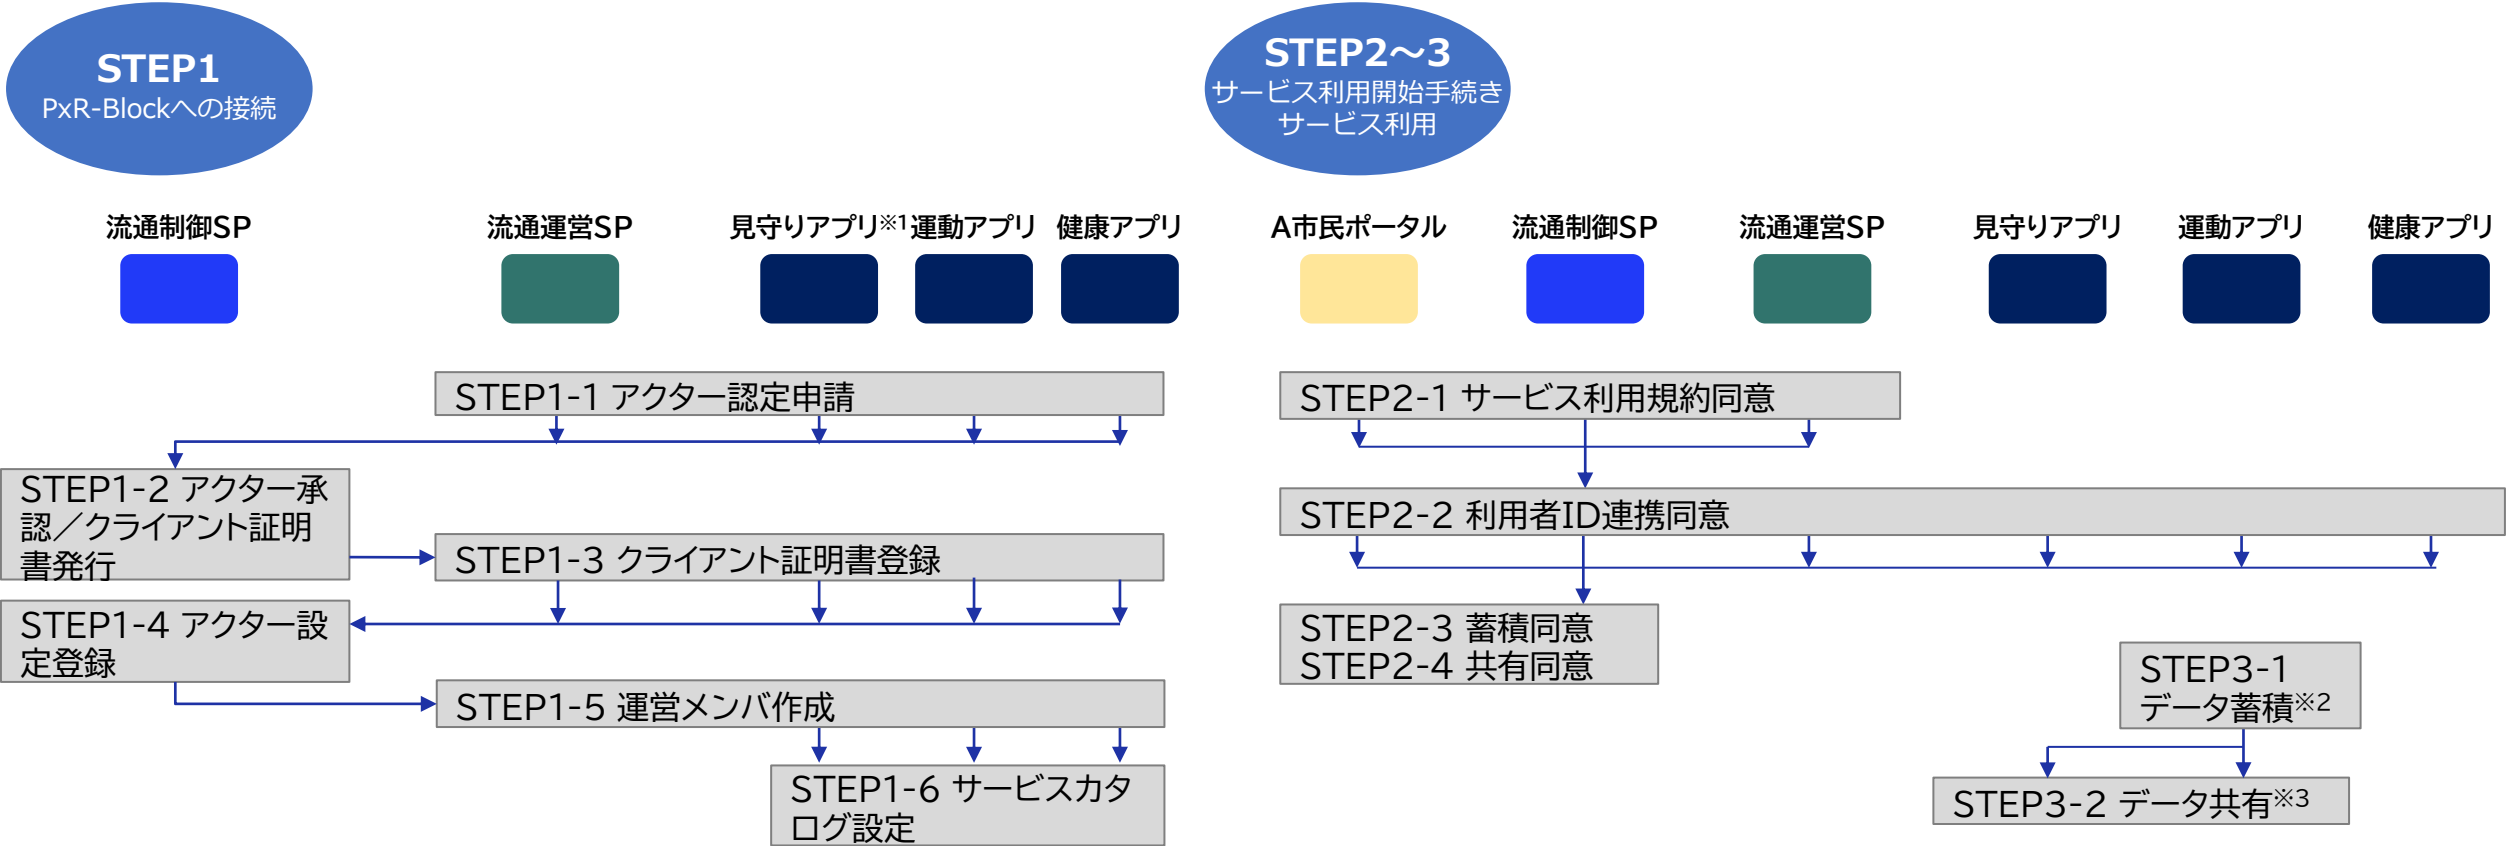 STEP1
PxR-Blockへの接続
流通制御SP
流通運営SP
見守りアプリ※1
運動アプリ
健康アプリ
STEP1-1 アクター認定申請
STEP1-2 アクター承
認／クライアント証明
書発行
STEP1-3 クライアント証明書登録
STEP1-4 アクター設
定登録
STEP1-5 運営メンバ作成
STEP1-6 サービスカタ
ログ設定
STEP2～3
サービス利用開始手続き
サービス利用
A市民ポータル
流通制御SP
流通運営SP
見守りアプリ
運動アプリ
健康アプリ
STEP2-1 サービス利用規約同意
STEP2-2 利用者ID連携同意
STEP2-3 蓄積同意
STEP2-4 共有同意
STEP3-1
データ蓄積※2
STEP3-2 データ共有※3